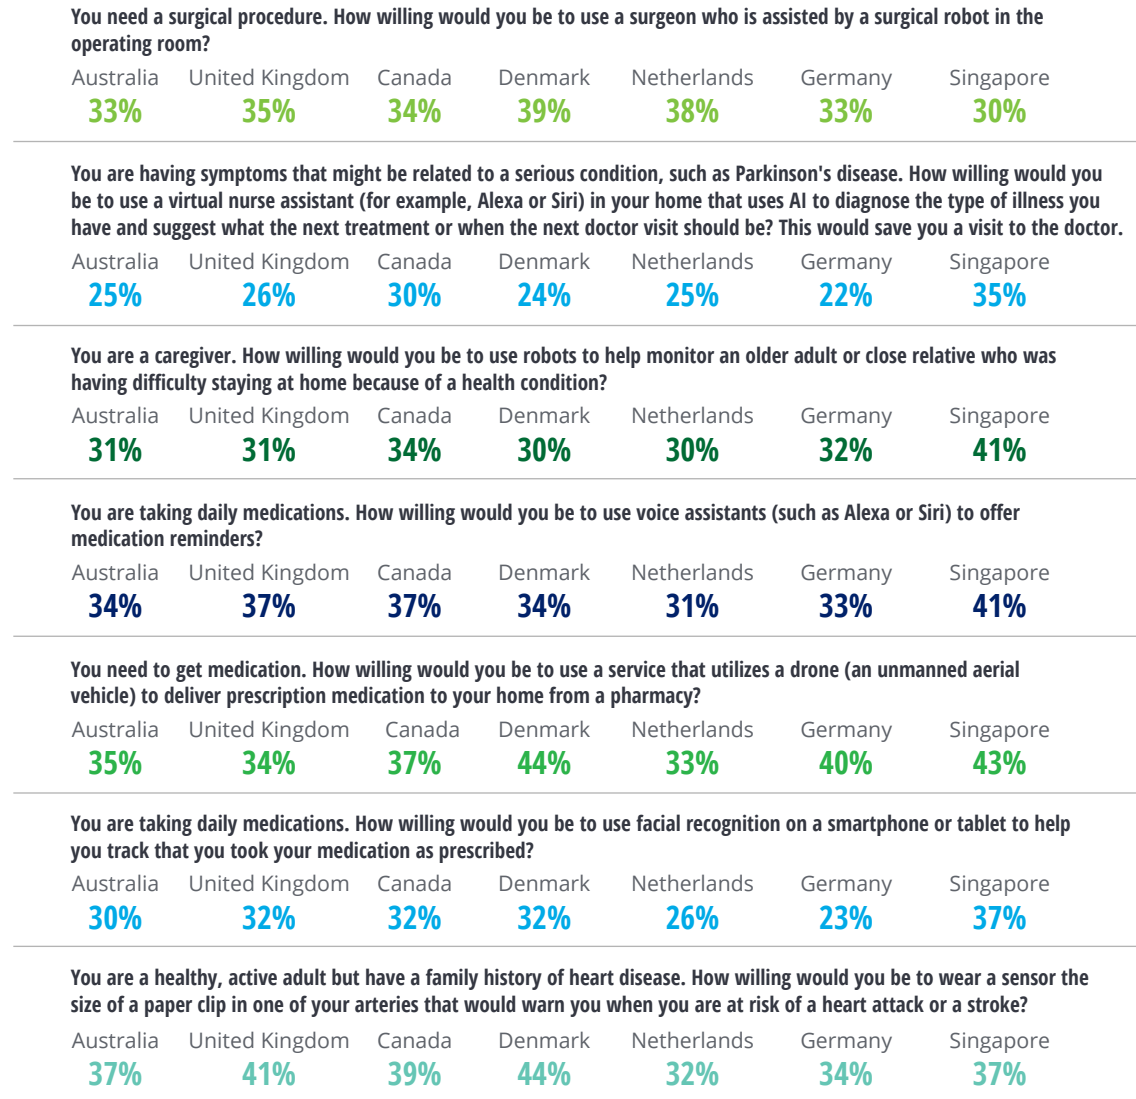 You need a surgical procedure. How willing would you be to use a surgeon who is assisted by a surgical robot in the
operating room?
Australia United Kingdom Canada Denmark Netherlands Germany Singapore
33% 35% 34% 39% 38% 33% 30%
You are having symptoms that might be related to a serious condition, such as Parkinson's disease. How willing would you
be to use a virtual nurse assistant (for example, Alexa or Siri) in your home that uses AI to diagnose the type of illness you
have and suggest what the next treatment or when the next doctor visit should be? This would save you a visit to the doctor.
Australia United Kingdom Canada Denmark Netherlands Germany Singapore
25% 26% 30% 24% 25% 22% 35%
You are a caregiver. How willing would you be to use robots to help monitor an older adult or close relative who was
having difficulty staying at home because of a health condition?
Australia United Kingdom Canada Denmark Netherlands Germany Singapore
31% 31% 34% 30% 30% 32% 41%
You are taking daily medications. How willing would you be to use voice assistants (such as Alexa or Siri) to offer
medication reminders?
Australia United Kingdom Canada Denmark Netherlands Germany Singapore
34% 37% 37% 34% 31% 33% 41%
You need to get medication. How willing would you be to use a service that utilizes a drone (an unmanned aerial
vehicle) to deliver prescription medication to your home from a pharmacy?
Australia United Kingdom Canada Denmark Netherlands Germany Singapore
35% 34% 37% 44% 33% 40% 43%
You are taking daily medications. How willing would you be to use facial recognition on a smartphone or tablet to help
you track that you took your medication as prescribed?
Australia United Kingdom Canada Denmark Netherlands Germany Singapore
30% 32% 32% 32% 26% 23% 37%
You are a healthy, active adult but have a family history of heart disease. How willing would you be to wear a sensor the
size of a paper clip in one of your arteries that would warn you when you are at risk of a heart attack or a stroke?
Australia United Kingdom Canada Denmark Netherlands Germany Singapore
37% 41% 39% 44% 32% 34% 37%